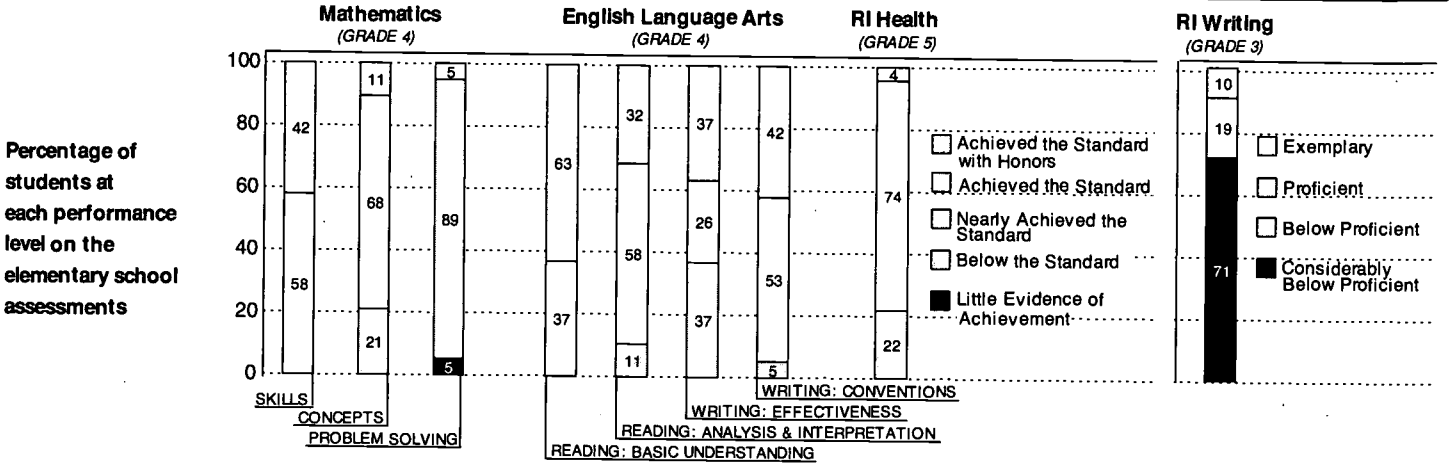 Mathematics
(GRADE 4)
English Language Arts
(GRADE 4)
RI Health
(GRADE 5)
RI Writing
(GRADE 3)
Percentage of
students at
each performance
level on the
elementary school
assessments
100
80
60
40
20
0
42
58
11
68
21
5
89
5
63
37
32
58
11
37
26
37
42
53
5
4
74
22
Achieved the Standard
with Honors
Achieved the Standard
Nearly Achieved the
Standard
Below the Standard
Little Evidence of
Achievement
10
19
71
Exemplary
Proficient
Below Proficient
Considerably
Below Proficient
SKILLS
CONCEPTS
PROBLEM SOLVING
WRITING: CONVENTIONS
WRITING: EFFECTIVENESS
READING: ANALYSIS & INTERPRETATION
READING: BASIC UNDERSTANDING